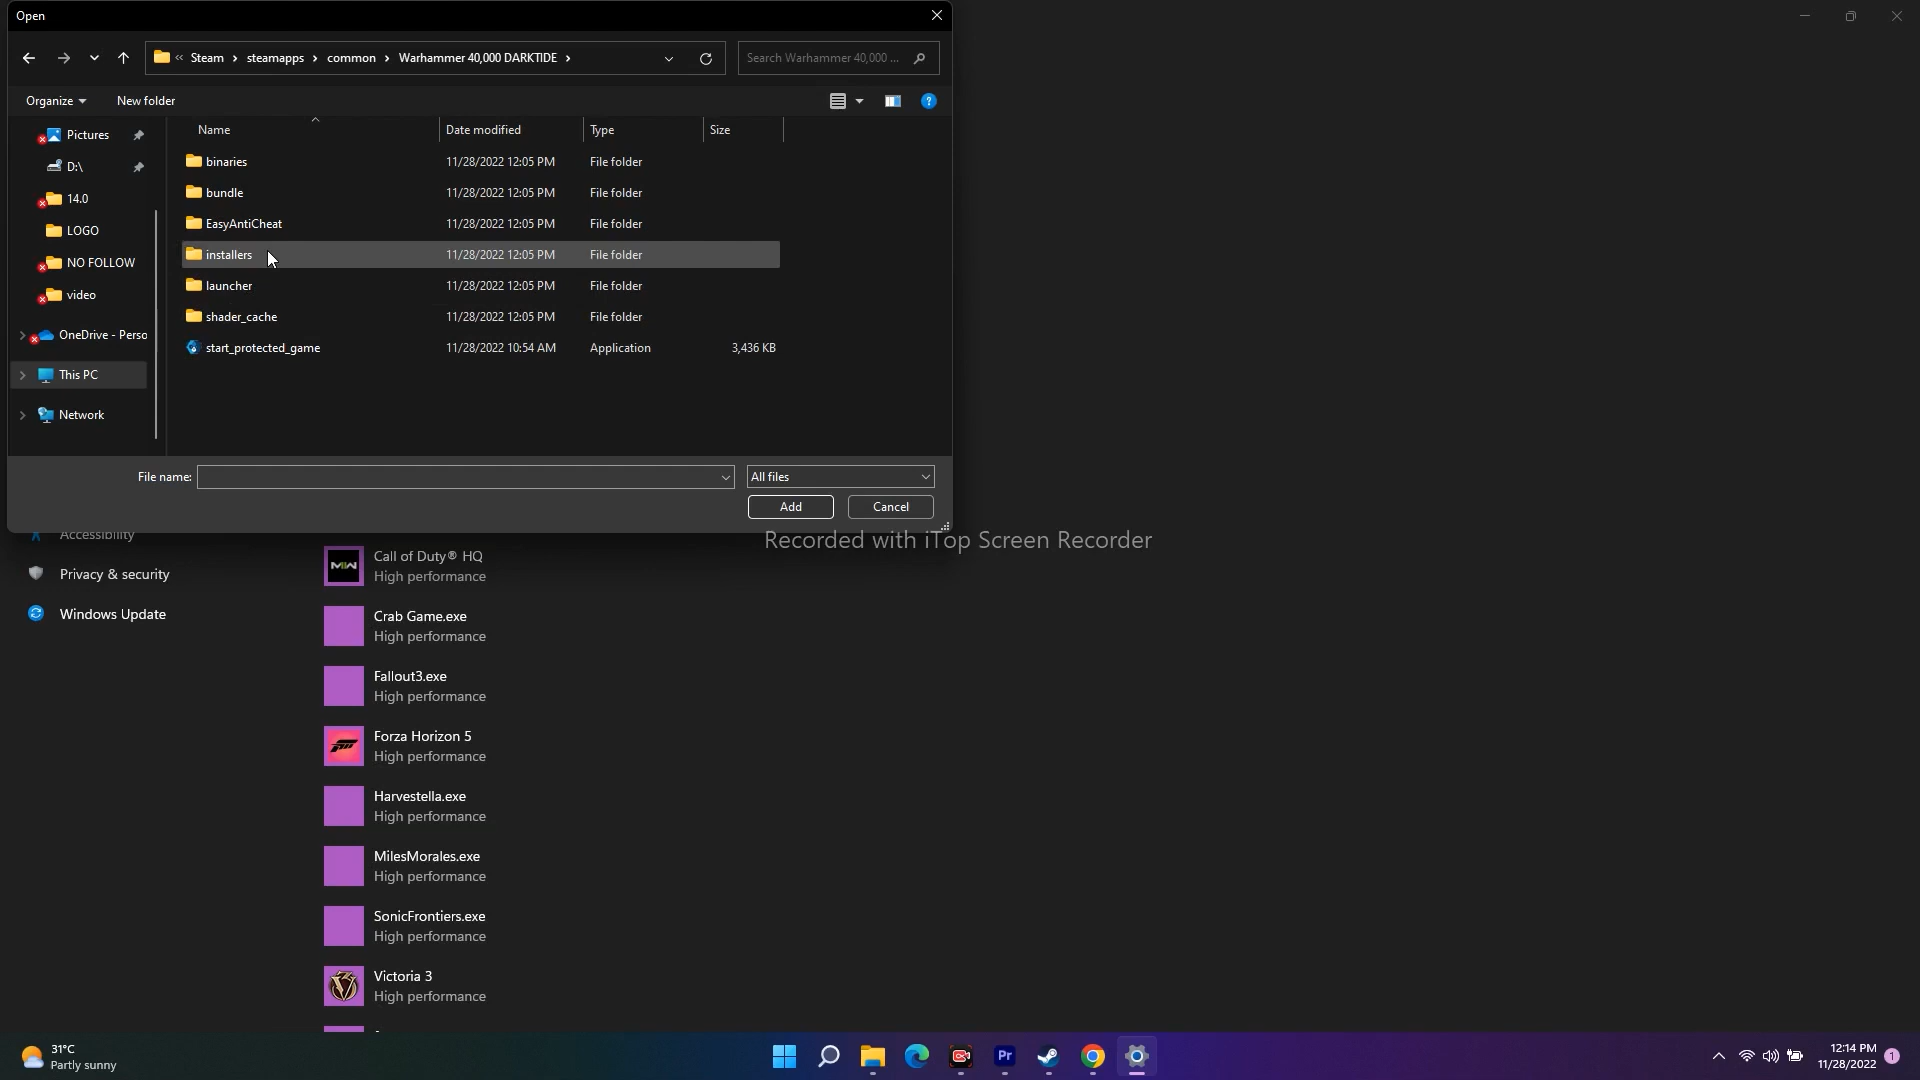 Open
« Steam > steamapps > common > Warhammer 40,000 DARKTIDE >
Search Warhammer 40,000 ...
Organize
New folder
Name
Date modified
Type
Size
Pictures
D:\
14.0
LOGO
NO FOLLOW
video
OneDrive - Perso
This PC
Network
binaries 11/28/2022 12:05 PM File folder
bundle 11/28/2022 12:05 PM File folder
EasyAntiCheat 11/28/2022 12:05 PM File folder
installers 11/28/2022 12:05 PM File folder
launcher 11/28/2022 12:05 PM File folder
shader_cache 11/28/2022 12:05 PM File folder
start_protected_game 11/28/2022 10:54 AM Application 3,436 KB
File name:
All files
Add
Cancel
Recorded with iTop Screen Recorder
Accessibility
Privacy & security
Windows Update
Call of Duty® HQ
High performance
Crab Game.exe
High performance
Fallout3.exe
High performance
Forza Horizon 5
High performance
Harvestella.exe
High performance
MilesMorales.exe
High performance
SonicFrontiers.exe
High performance
Victoria 3
High performance
31°C
Partly sunny
Pr
12:14 PM
11/28/2022
1